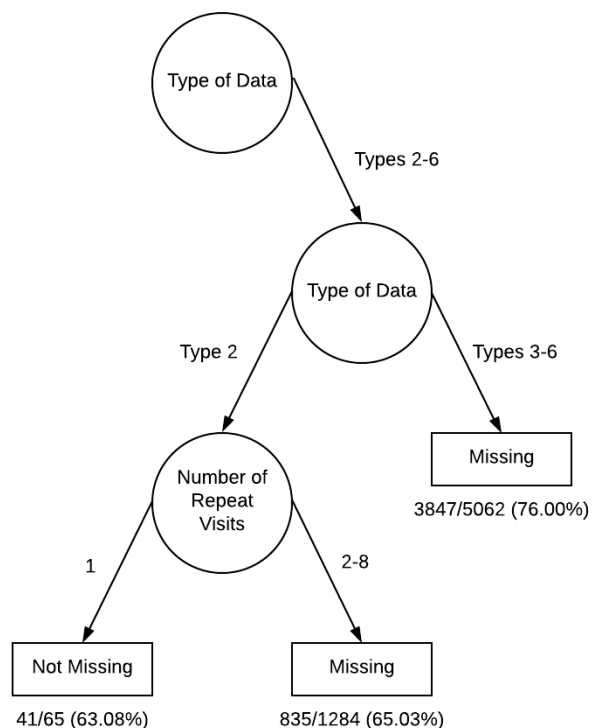 Type of Data
Types 2-6
Type of Data
Type 2
Types 3-6
Missing
3847/5062 (76.00%)
Number of
Repeat
Visits
1
2-8
Not Missing
41/65 (63.08%)
Missing
835/1284 (65.03%)